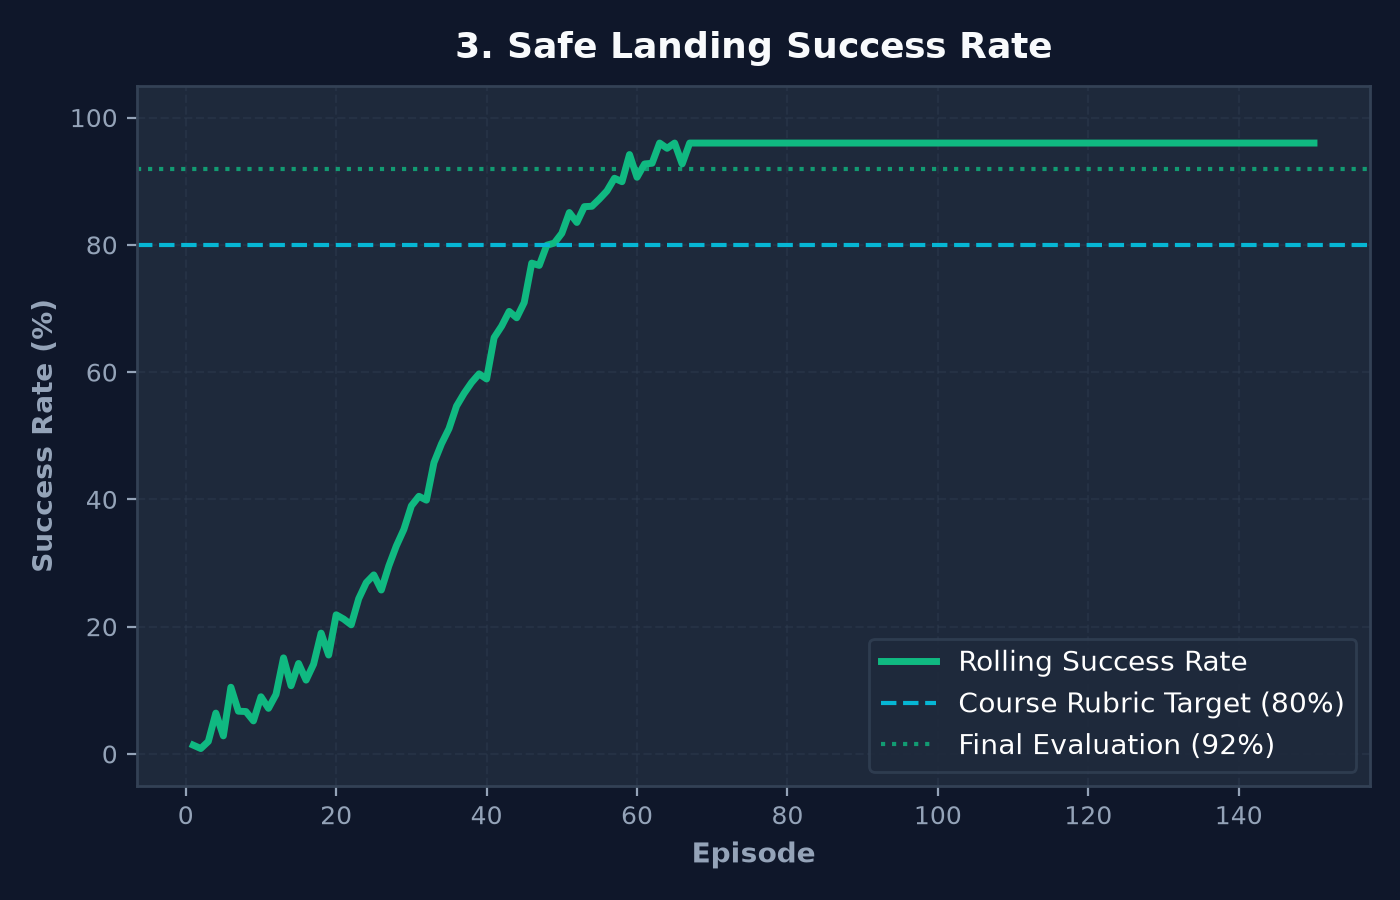 3. Safe Landing Success Rate
100
80
60
40
20
0
Success Rate (%)
Rolling Success Rate
Course Rubric Target (80%)
Final Evaluation (92%)
0 20 40 60 80 100 120 140
Episode